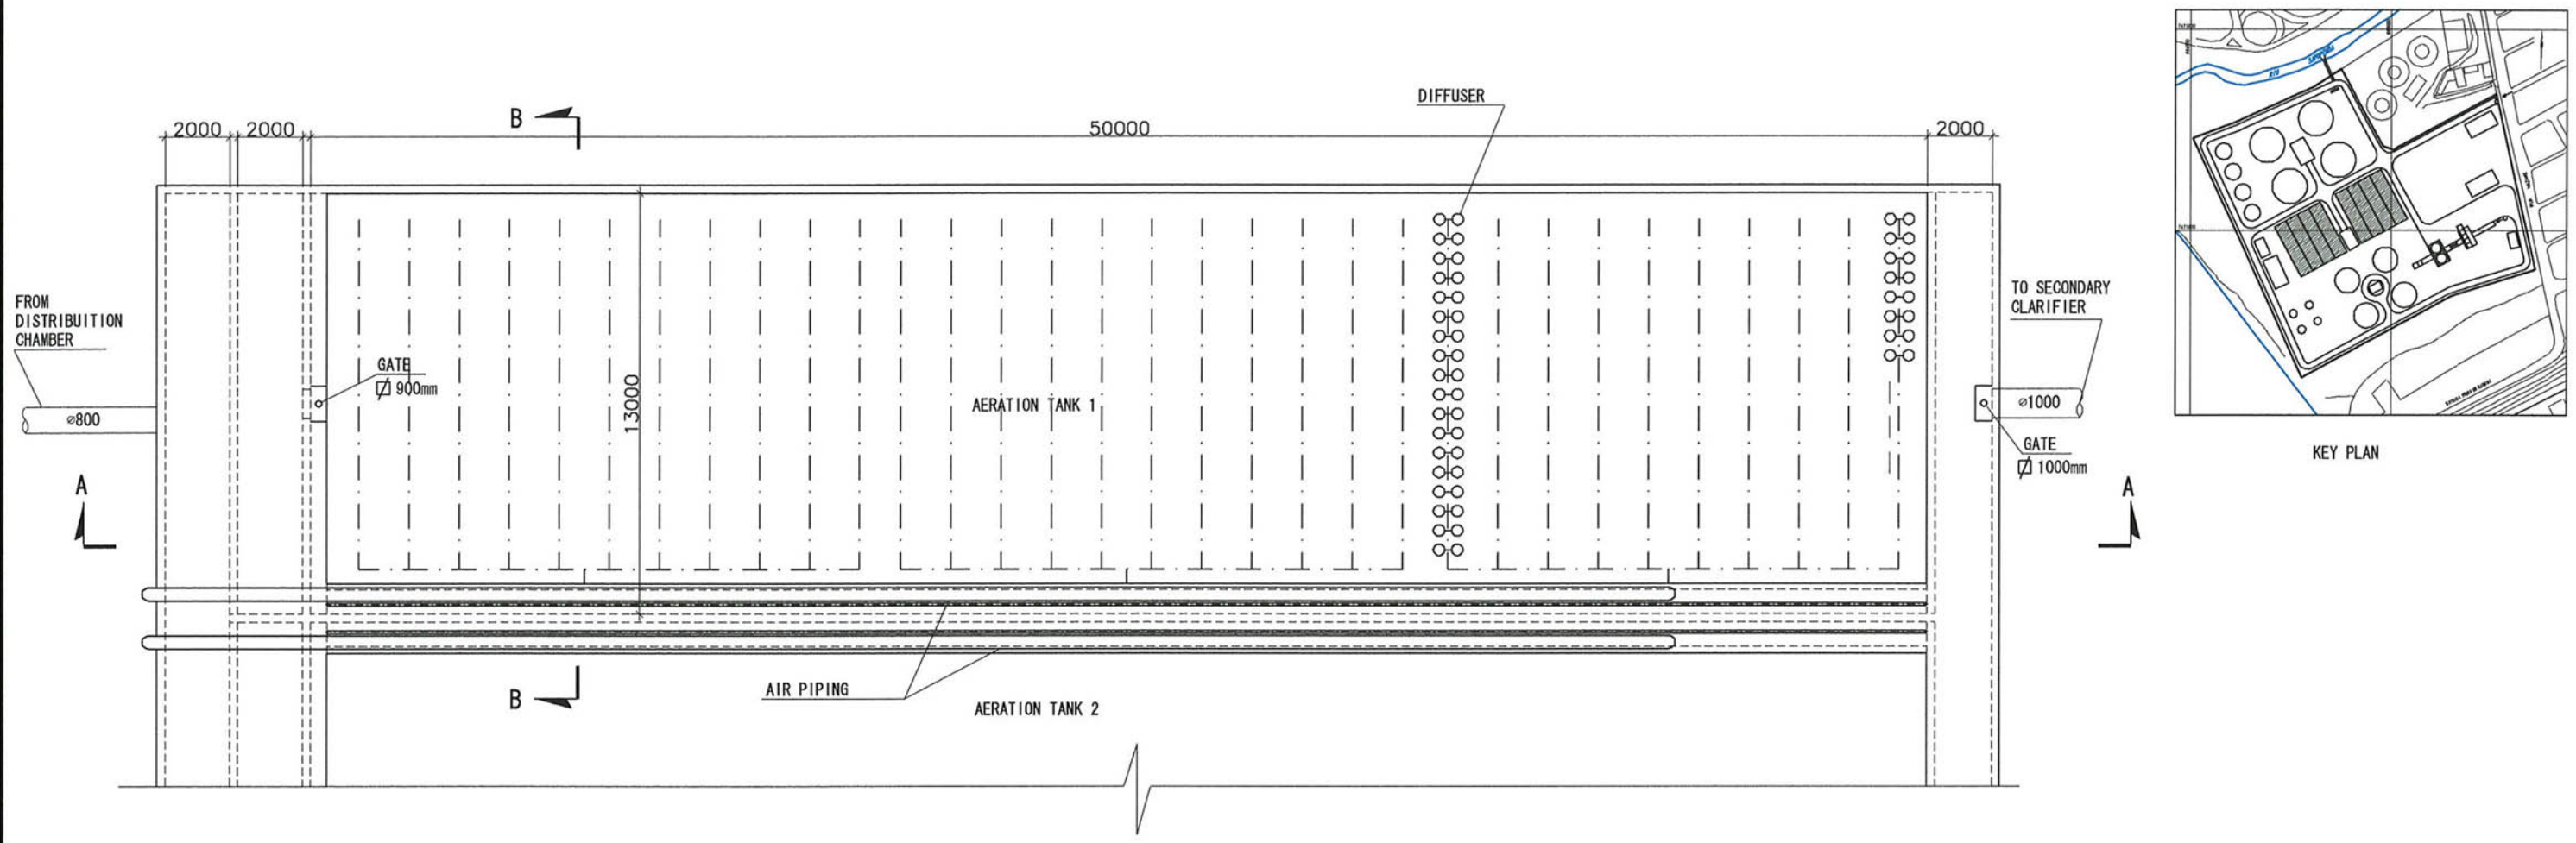 B
DIFFUSER
2000
2000
50000
2000
FROM
DISTRIBUITION
CHAMBER
GATE
900mm
13000
AERATION TANK 1
TO SECONDARY
CLARIFIER
⌀800
⌀1000
GATE
1000mm
KEY PLAN
A
A
B
AIR PIPING
AERATION TANK 2
RIO